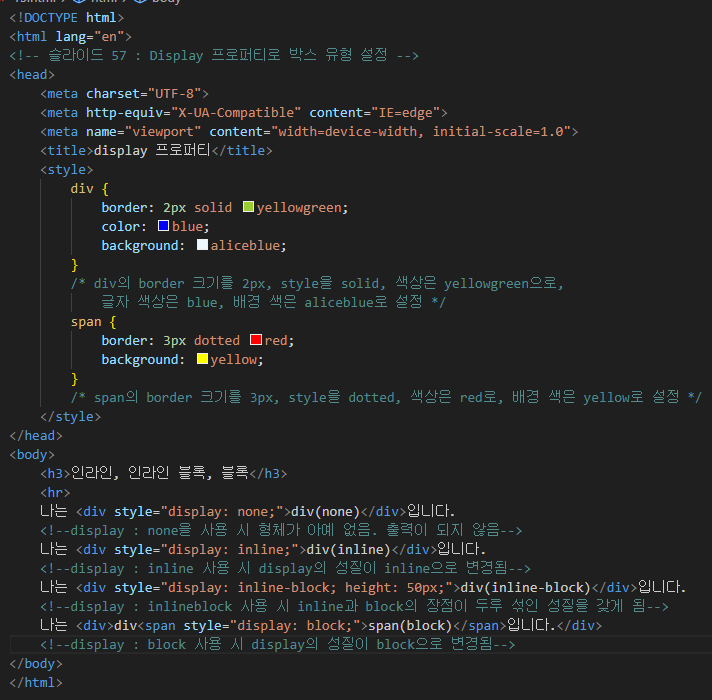 <!DOCTYPE html>
<html lang="en">
<!-- 슬라이드 57 : Display 프로퍼티로 박스 유형 설정 -->
<head>
    <meta charset="UTF-8">
    <meta http-equiv="X-UA-Compatible" content="IE=edge">
    <meta name="viewport" content="width=device-width, initial-scale=1.0">
    <title>display 프로퍼티</title>
    <style>
        div {
            border: 2px solid yellowgreen;
            color: blue;
            background: aliceblue;
        }
        /* div의 border 크기를 2px, style을 solid, 색상은 yellowgreen으로,
            글자 색상은 blue, 배경 색은 aliceblue로 설정 */
        span {
            border: 3px dotted red;
            background: yellow;
        }
        /* span의 border 크기를 3px, style을 dotted, 색상은 red로, 배경 색은 yellow로 설정 */
    </style>
</head>
<body>
    <h3>인라인, 인라인 블록, 블록</h3>
    <hr>
    나는 <div style="display: none;">div(none)</div>입니다.
    <!--display : none을 사용 시 형체가 아예 없음. 출력이 되지 않음-->
    나는 <div style="display: inline;">div(inline)</div>입니다.
    <!--display : inline 사용 시 display의 성질이 inline으로 변경됨-->
    나는 <div style="display: inline-block; height: 50px;">div(inline-block)</div>입니다.
    <!--display : inlineblock 사용 시 inline과 block의 장점이 두루 섞인 성질을 갖게 됨-->
    나는 <div>div<span style="display: block;">span(block)</span>입니다.</div>
    <!--display : block 사용 시 display의 성질이 block으로 변경됨-->
</body>
</html>